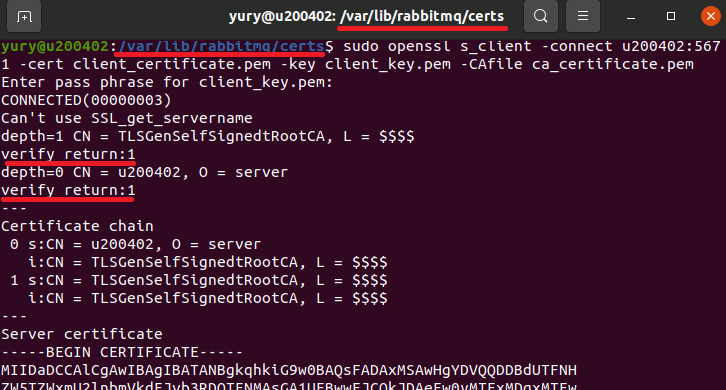 yury@u200402: /var/lib/rabbitmq/certs
yury@u200402:/var/lib/rabbitmq/certs$ sudo openssl s_client -connect u200402:567
1 -cert client_certificate.pem -key client_key.pem -CAfile ca_certificate.pem
Enter pass phrase for client_key.pem:
CONNECTED(00000003)
Can't use SSL_get_servername
depth=1 CN = TLSGenSelfSignedtRootCA, L = $$$$
verify return:1
depth=0 CN = u200402, O = server
verify return:1
---
Certificate chain
0 s:CN = u200402, O = server
i:CN = TLSGenSelfSignedtRootCA, L = $$$$
1 s:CN = TLSGenSelfSignedtRootCA, L = $$$$
i:CN = TLSGenSelfSignedtRootCA, L = $$$$
---
Server certificate
-----BEGIN CERTIFICATE-----
MIIDaDCCAlCgAwIBAgIBATANBgkqhkiG9w0BAQsFADAxMSAwHgYDVQQDDBdUTFNH